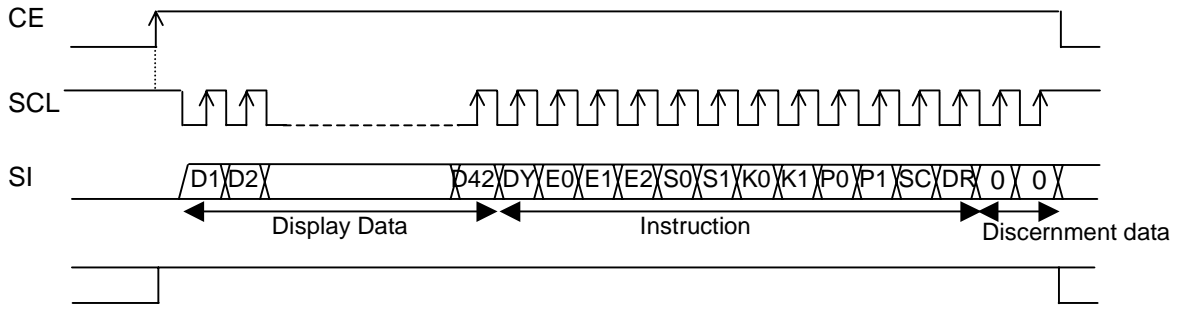 CE
SCL
SI D1 D2 D42 DY E0 E1 E2 S0 S1 K0 K1 P0 P1 SC DR 0 0
Display Data Instruction Discernment data